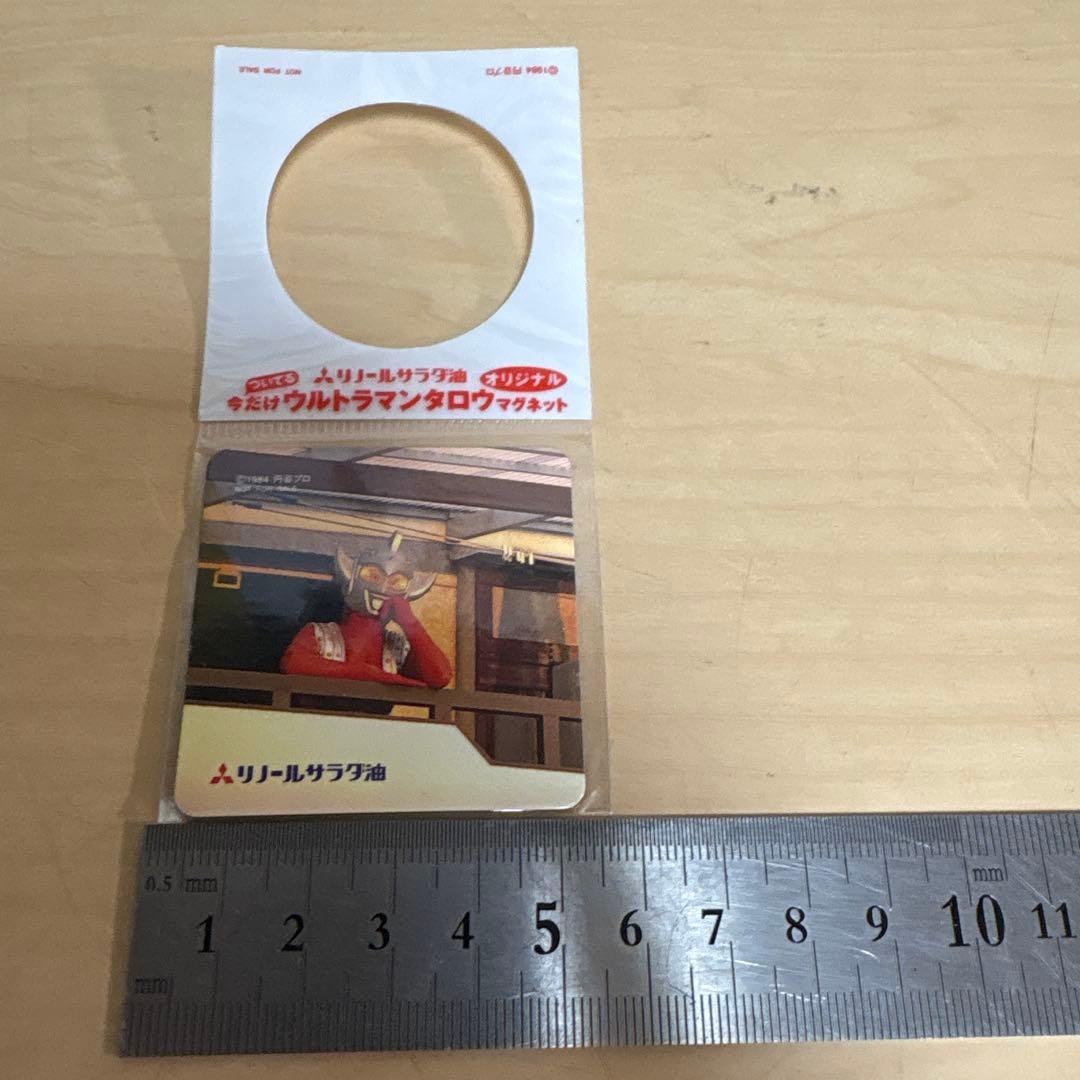 ©1984 円谷プロ
NOT FOR SALE
ついてる
リノールサラダ油 オリジナル
今だけウルトラマンタロウマグネット
©1984 円谷プロ
NOT FOR SALE
リノールサラダ油
0.5 mm
mm
1 2 3 4 5 6 7 8 9 10 11
mm